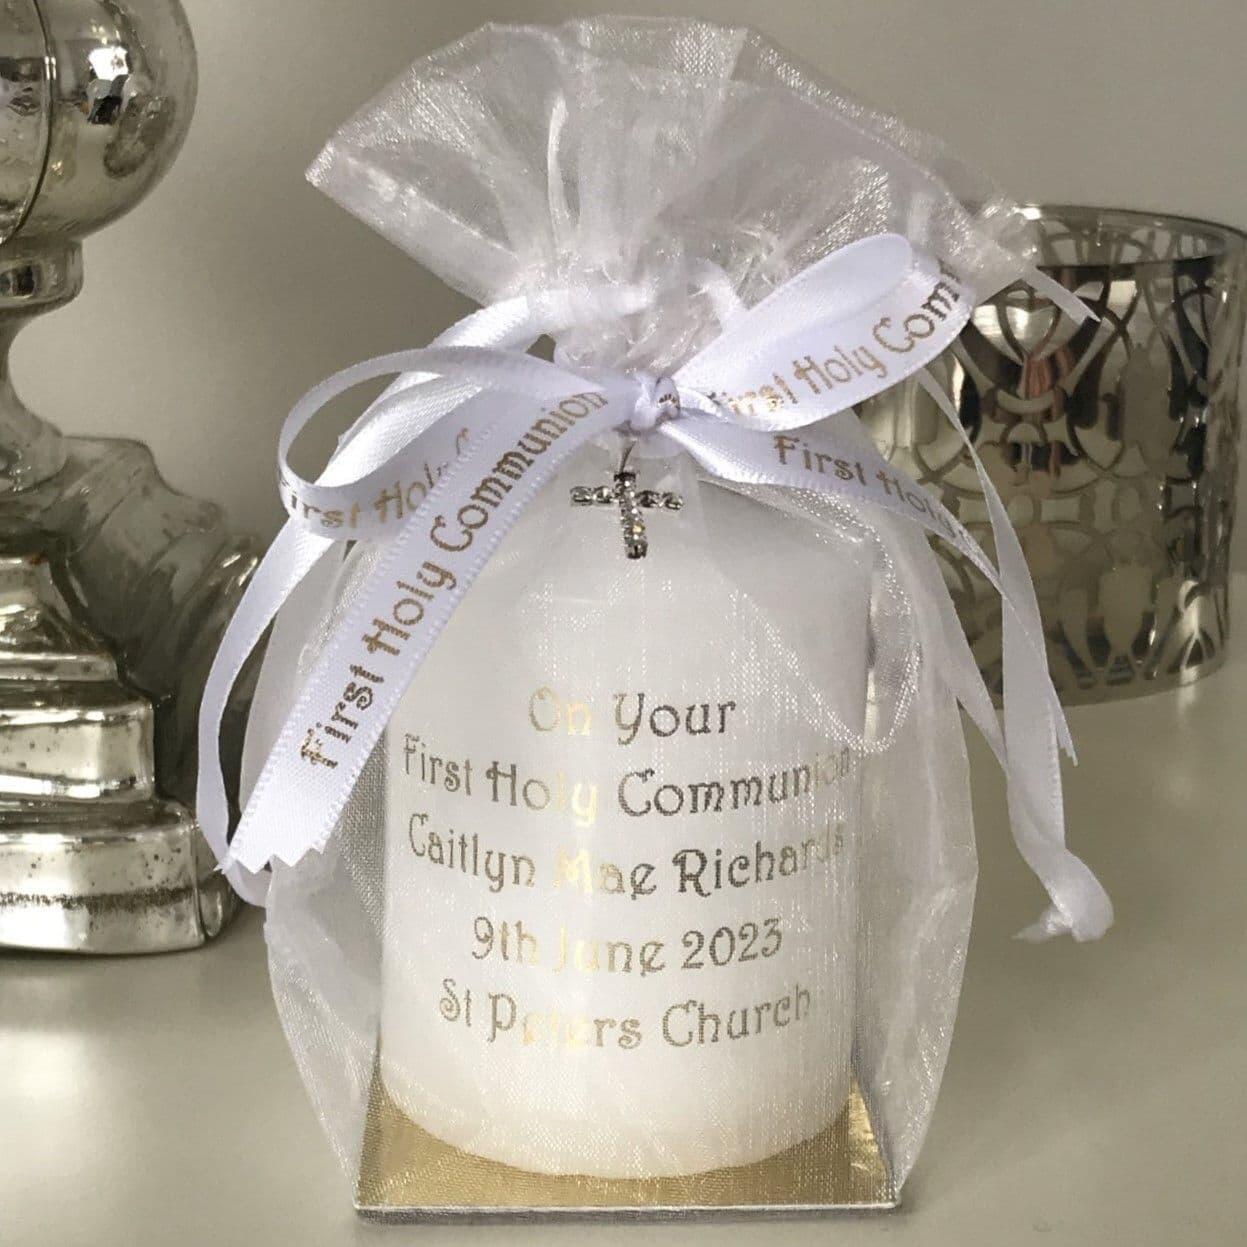 First Holy Comm
First Holy
First Holy C
First Holy Communion
On Your
First Holy Communion
Caitlyn Mae Richards
9th June 2023
St Peters Church